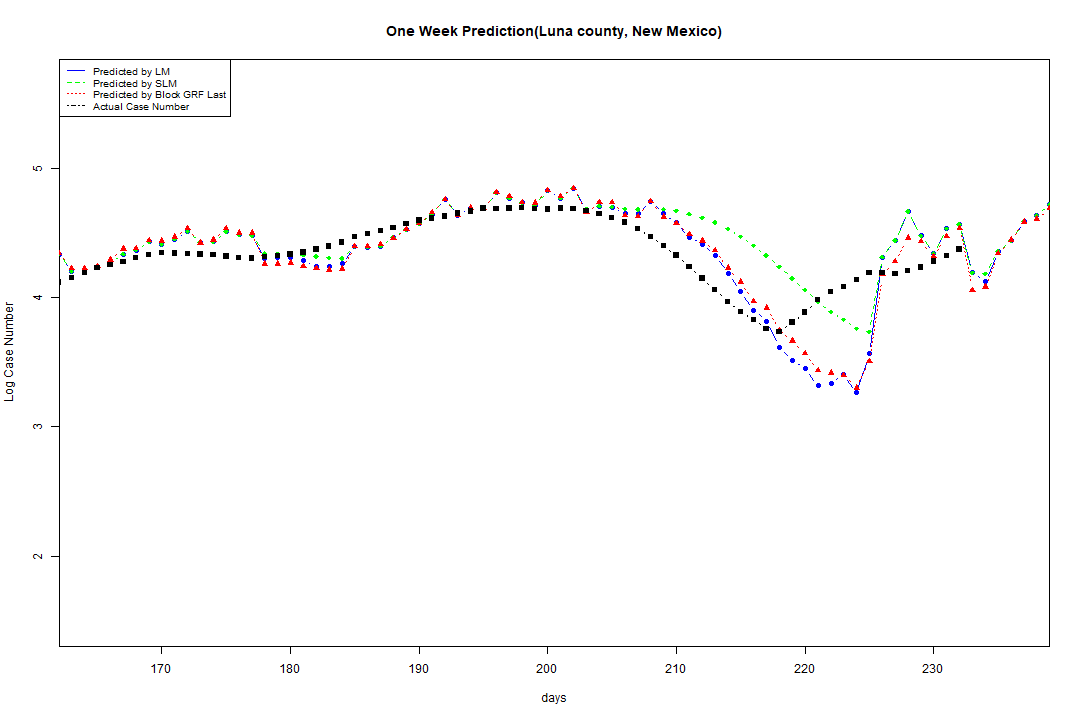 One Week Prediction(Luna county, New Mexico)
Predicted by LM
Predicted by SLM
Predicted by Block GRF Last
Actual Case Number
5
4
3
2
Log Case Number
170 180 190 200 210 220 230
days